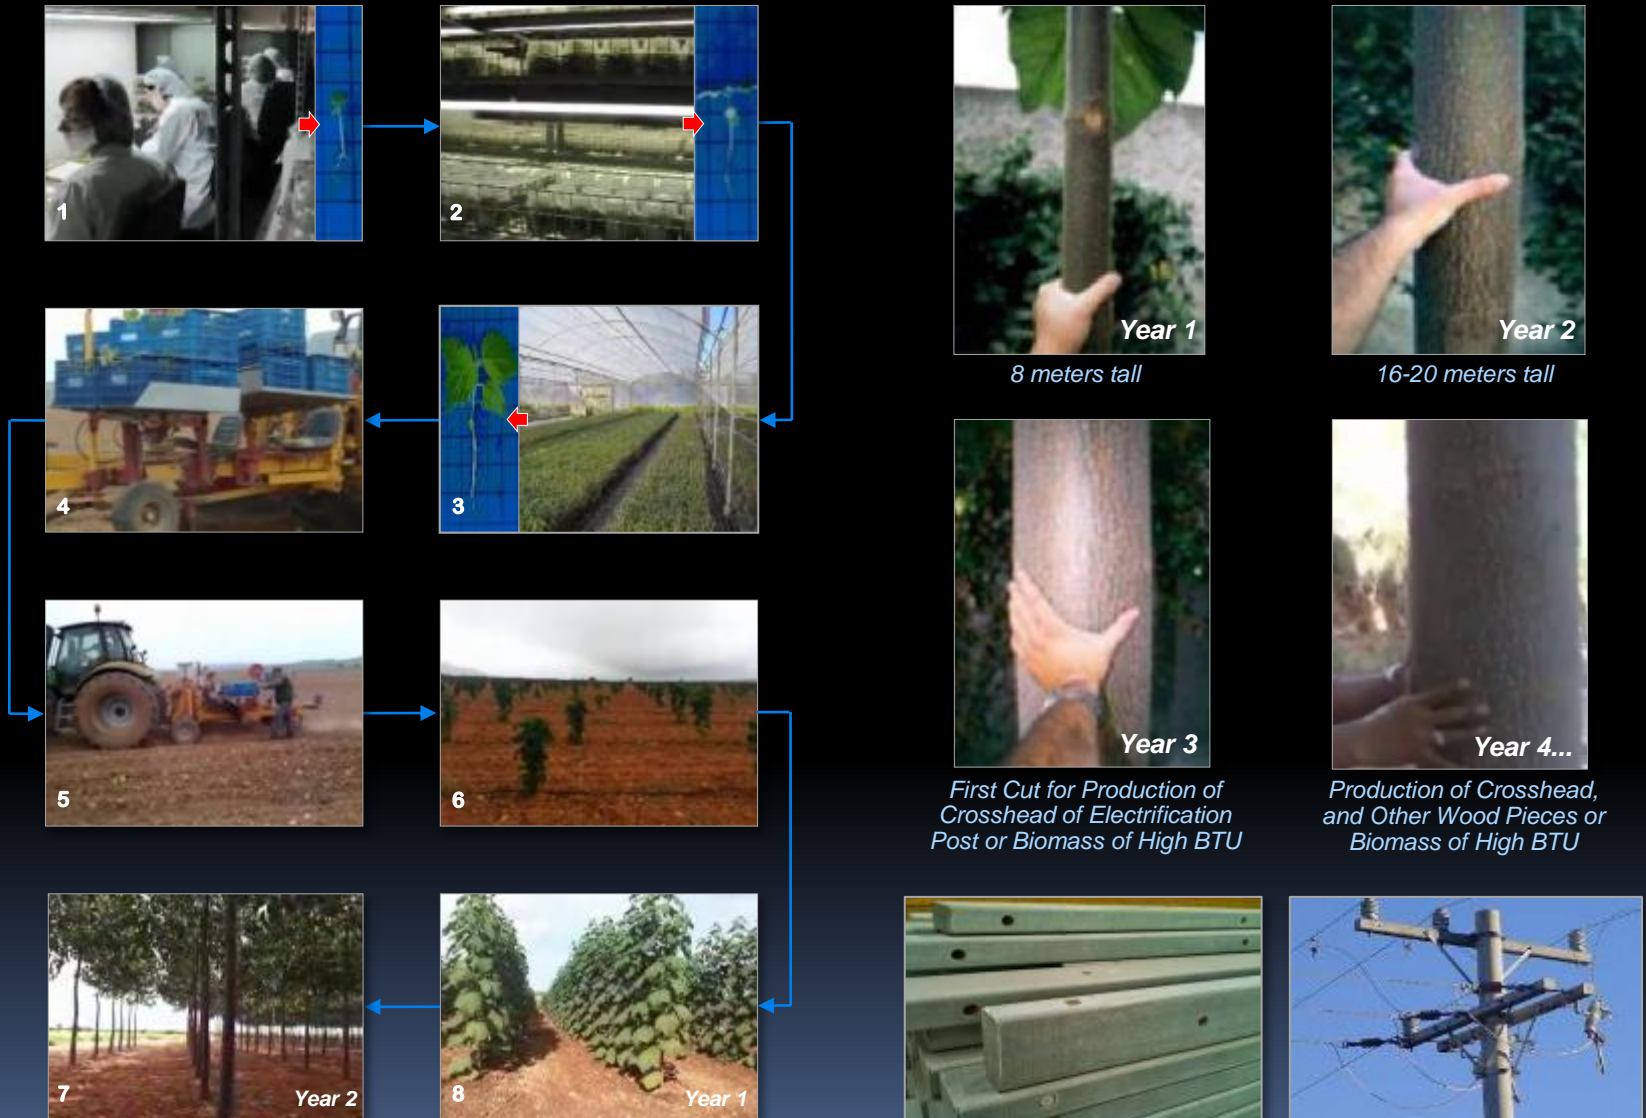 1
2
4
3
5
6
7
Year 2
8
Year 1
Year 1
8 meters tall
Year 2
16-20 meters tall
Year 3
First Cut for Production of
Crosshead of Electrification
Post or Biomass of High BTU
Year 4...
Production of Crosshead,
and Other Wood Pieces or
Biomass of High BTU